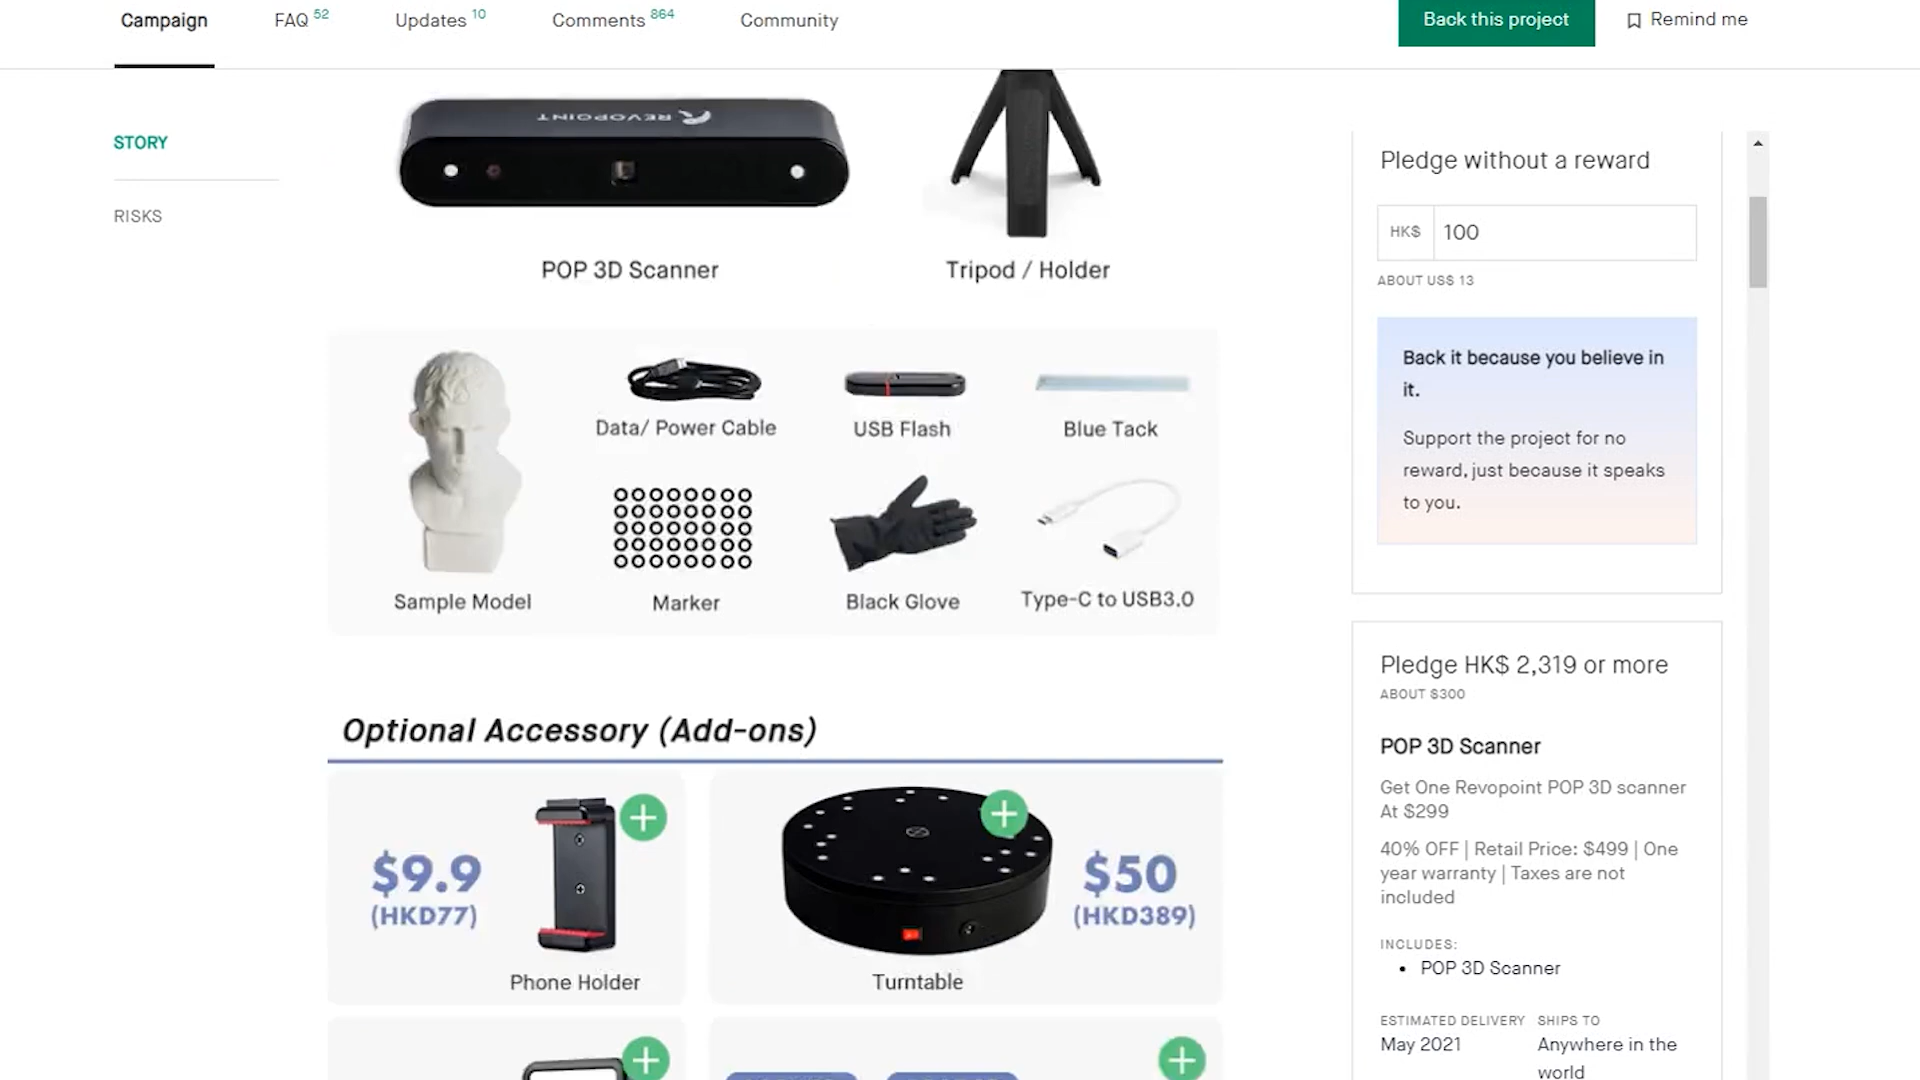 Campaign
FAQ 52
Updates 10
Comments 864
Community
Back this project
Remind me
STORY
RISKS
REVOPOINT
POP 3D Scanner
Tripod / Holder
Data/ Power Cable
USB Flash
Blue Tack
Sample Model
Marker
Black Glove
Type-C to USB3.0
Optional Accessory (Add-ons)
$9.9
(HKD77)
Phone Holder
$50
(HKD389)
Turntable
Pledge without a reward
HK$ 100
ABOUT US$ 13
Back it because you believe in
it.
Support the project for no
reward, just because it speaks
to you.
Pledge HK$ 2,319 or more
ABOUT $300
POP 3D Scanner
Get One Revopoint POP 3D scanner
At $299
40% OFF | Retail Price: $499 | One
year warranty | Taxes are not
included
INCLUDES:
• POP 3D Scanner
ESTIMATED DELIVERY
May 2021
SHIPS TO
Anywhere in the
world